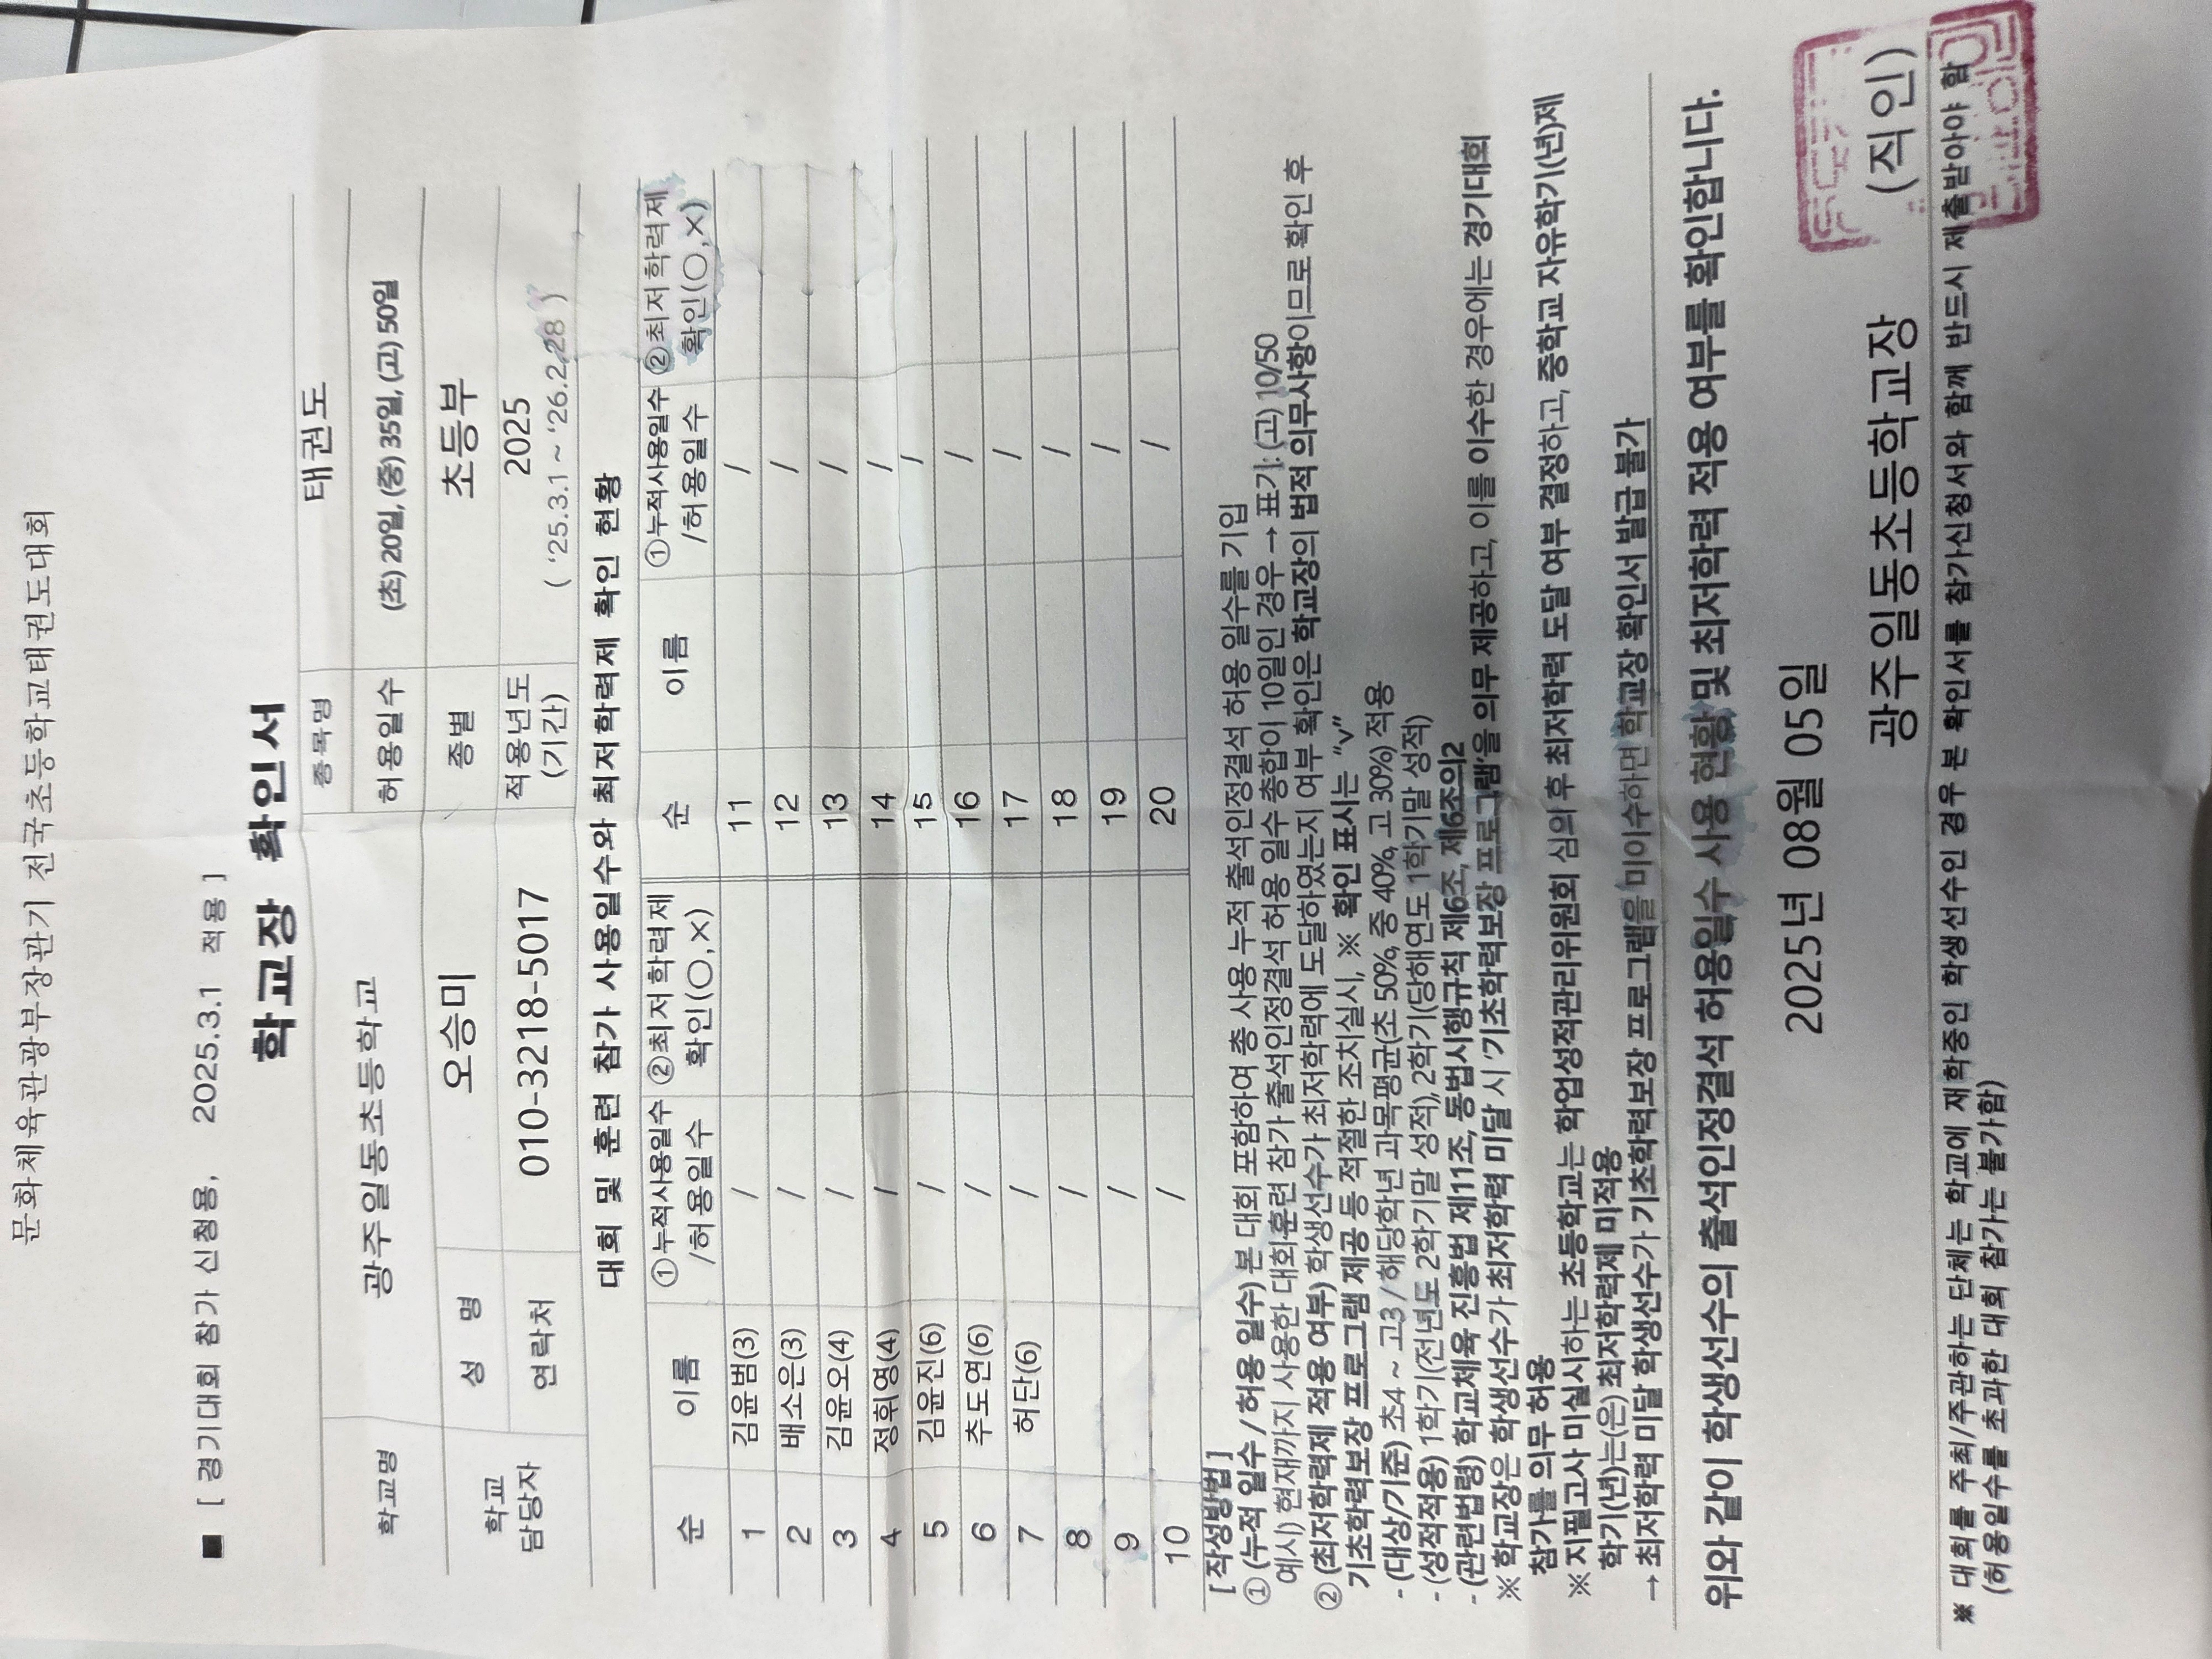 문화체육관광부장관기 전국초등학교태권도대회
■ [ 경기대회 참가 신청용, 2025.3.1 적용 ]
학교장 확인서
학교명 광주일동초등학교 종목명 태권도
허용일수 (초) 20일, (중) 35일, (고) 50일
학교 담당자 성 명 오승미 종별 초등부
연락처 010-3218-5017 적용년도 (기간) 2025 ( '25.3.1 ~ '26.2.28 )
대회 및 훈련 참가 사용일수와 최저학력제 확인 현황
순 이름 ①누적사용일수 /허용일수 ②최저학력제 확인(○,×) 순 이름 ①누적사용일수 /허용일수 ②최저학력제 확인(○,×)
1 김윤범(3) / 11 /
2 배소은(3) / 12 /
3 김윤오(4) / 13 /
4 정휘영(4) / 14 /
5 김윤진(6) / 15 /
6 추도연(6) / 16 /
7 허단(6) / 17 /
8 / 18 /
9 / 19 /
10 / 20 /
[ 작성방법 ]
① (누적 일수 / 허용 일수) 본 대회 포함하여 총 사용 누적 출석인정결석 허용 일수를 기입
예시) 현재까지 사용한 대회훈련 참가 출석인정결석 허용 일수 총합이 10일인 경우 → 표기: (고) 10/50
② (최저학력제 적용 여부) 학생선수가 최저학력에 도달하였는지 여부 확인은 학교장의 법적 의무사항이므로 확인 후
기초학력보장 프로그램 제공 등 적절한 조치실시, ※ 확인 표시는 "v"
- (대상/기준) 초4 ~ 고3 / 해당학년 과목평균(초 50%, 중 40%, 고 30%) 적용
- (성적적용) 1학기(전년도 2학기말 성적), 2학기(당해연도 1학기말 성적)
- (관련법령) 학교체육 진흥법 제11조, 동법시행규칙 제6조, 제6조의2
※ 학교장은 학생선수가 최저학력 미달 시 '기초학력보장 프로그램'을 의무 제공하고, 이를 이수한 경우에는 경기대회
참가를 의무 허용
※ 지필고사 미실시하는 초등학교는 학업성적관리위원회 심의 후 최저학력 도달 여부 결정하고, 중학교 자유학기(년)제
학기(년)는(은) 최저학력제 미적용
→ 최저학력 미달 학생선수가 기초학력보장 프로그램을 미이수하면 학교장 확인서 발급 불가
위와 같이 학생선수의 출석인정결석 허용일수 사용 현황 및 최저학력 적용 여부를 확인합니다.
2025년 08월 05일
광주일동초등학교장 (직인)
※ 대회를 주최/주관하는 단체는 학교에 재학중인 학생선수인 경우 본 확인서를 참가신청서와 함께 반드시 제출받아야 함
(허용일수를 초과한 대회 참가는 불가함)